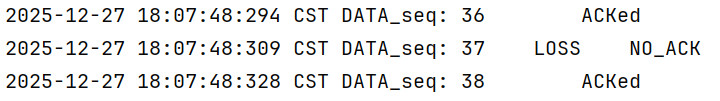 2025-12-27 18:07:48:294 CST DATA_seq: 36        ACKed
2025-12-27 18:07:48:309 CST DATA_seq: 37    LOSS    NO_ACK
2025-12-27 18:07:48:328 CST DATA_seq: 38        ACKed